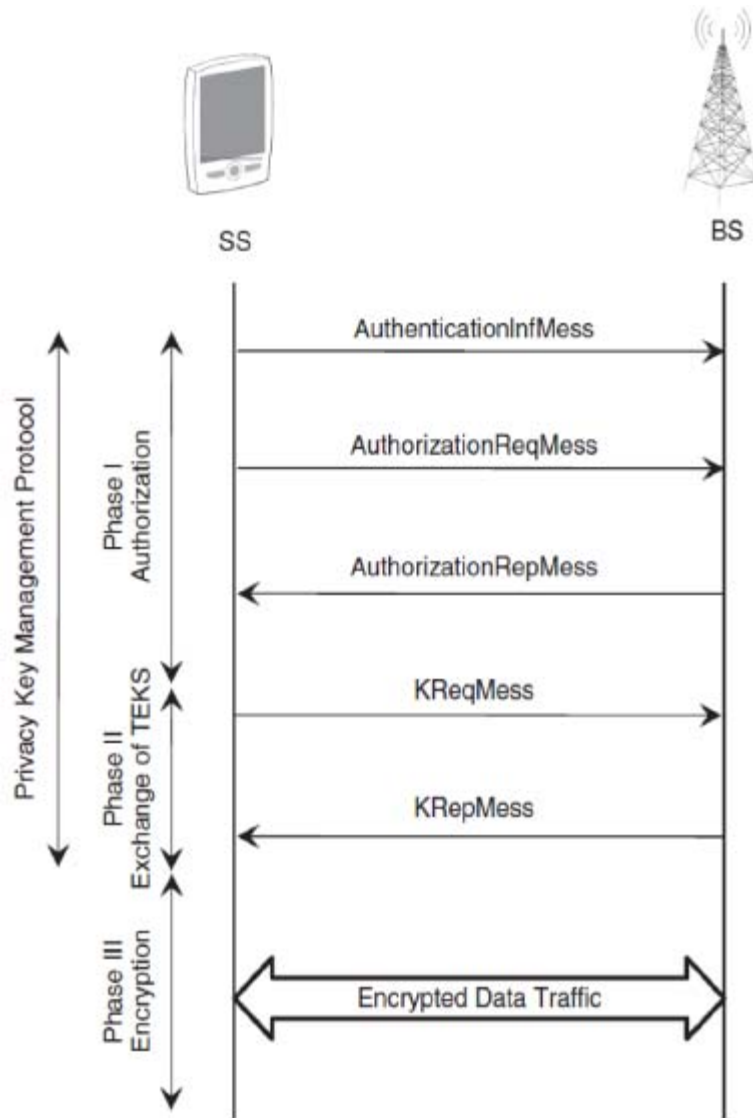 SS
BS
AuthenticationInfMess
AuthorizationReqMess
AuthorizationRepMess
KReqMess
KRepMess
Encrypted Data Traffic
Privacy Key Management Protocol
Phase I
Authorization
Phase II
Exchange of TEKS
Phase III
Encryption